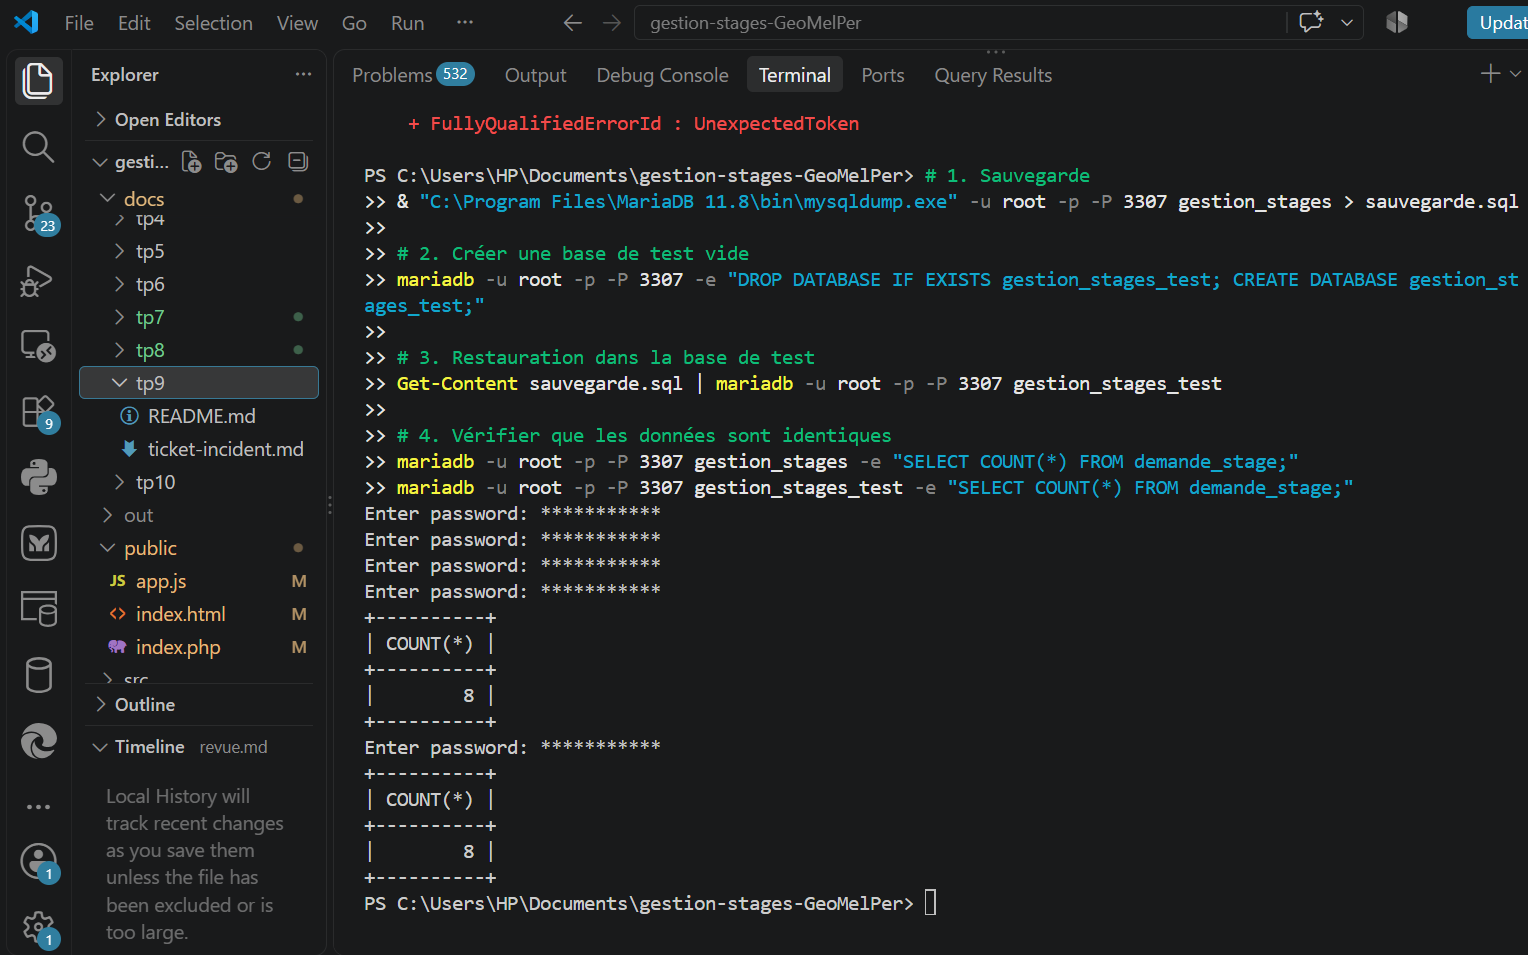 File Edit Selection View Go Run ···
gestion-stages-GeoMelPer
Updat
Explorer
Open Editors
gesti...
docs
tp4
tp5
tp6
tp7
tp8
tp9
README.md
ticket-incident.md
tp10
out
public
JS app.js M
index.html M
index.php M
src
Outline
Timeline revue.md
Local History will
track recent changes
as you save them
unless the file has
been excluded or is
too large.
23
9
1
1
Problems 532 Output Debug Console Terminal Ports Query Results
+ FullyQualifiedErrorId : UnexpectedToken
PS C:\Users\HP\Documents\gestion-stages-GeoMelPer> # 1. Sauvegarde
>> & "C:\Program Files\MariaDB 11.8\bin\mysqldump.exe" -u root -p -P 3307 gestion_stages > sauvegarde.sql
>>
>> # 2. Créer une base de test vide
>> mariadb -u root -p -P 3307 -e "DROP DATABASE IF EXISTS gestion_stages_test; CREATE DATABASE gestion_st
ages_test;"
>>
>> # 3. Restauration dans la base de test
>> Get-Content sauvegarde.sql | mariadb -u root -p -P 3307 gestion_stages_test
>>
>> # 4. Vérifier que les données sont identiques
>> mariadb -u root -p -P 3307 gestion_stages -e "SELECT COUNT(*) FROM demande_stage;"
>> mariadb -u root -p -P 3307 gestion_stages_test -e "SELECT COUNT(*) FROM demande_stage;"
Enter password: ***********
Enter password: ***********
Enter password: ***********
Enter password: ***********
+----------+
| COUNT(*) |
+----------+
|        8 |
+----------+
Enter password: ***********
+----------+
| COUNT(*) |
+----------+
|        8 |
+----------+
PS C:\Users\HP\Documents\gestion-stages-GeoMelPer>